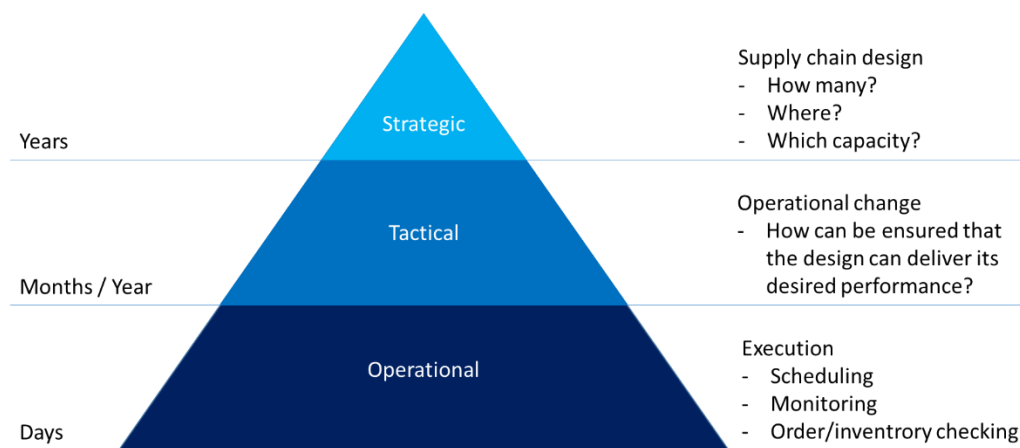 Supply chain design
- How many?
- Where?
- Which capacity?
Strategic
Years
Operational change
- How can be ensured that
the design can deliver its
desired performance?
Tactical
Months / Year
Execution
- Scheduling
- Monitoring
- Order/inventrory checking
Operational
Days